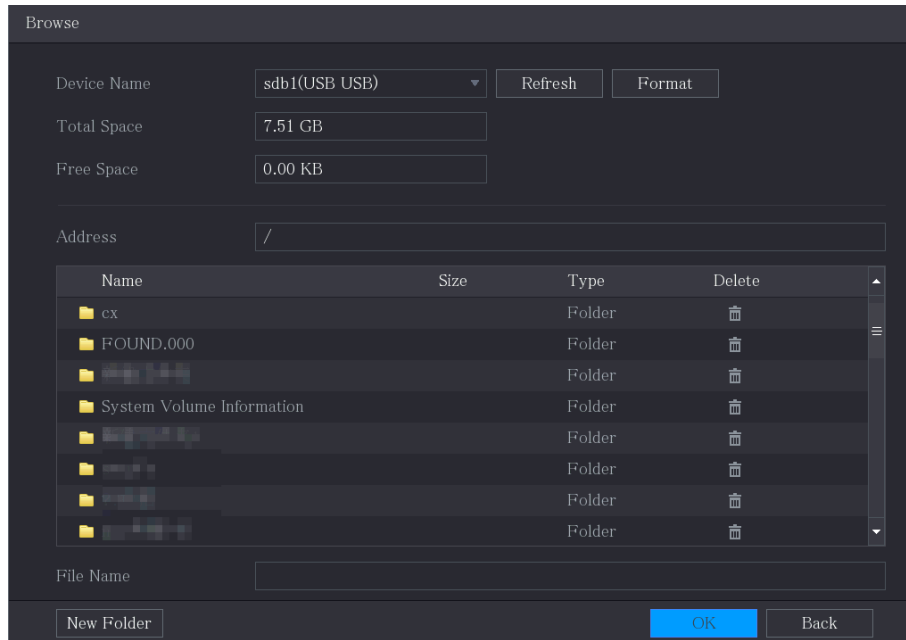 Browse
Device Name sdb1(USB USB) Refresh Format
Total Space 7.51 GB
Free Space 0.00 KB
Address /
Name Size Type Delete
cx Folder
FOUND.000 Folder
Folder
System Volume Information Folder
Folder
Folder
Folder
Folder
File Name
New Folder OK Back